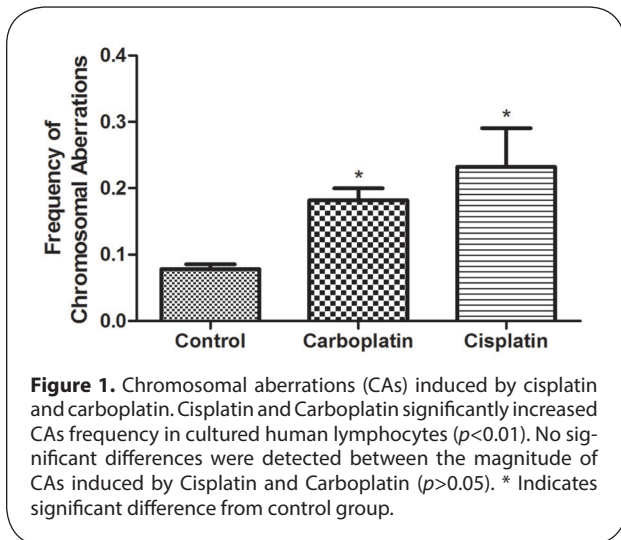 0.4
0.3
0.2
0.1
0.0
Frequency of
Chromosomal Aberrations
*
*
Control
Carboplatin
Cisplatin
Figure 1. Chromosomal aberrations (CAs) induced by cisplatin
and carboplatin. Cisplatin and Carboplatin significantly increased
CAs frequency in cultured human lymphocytes (p<0.01). No sig-
nificant differences were detected between the magnitude of
CAs induced by Cisplatin and Carboplatin (p>0.05). * Indicates
significant difference from control group.